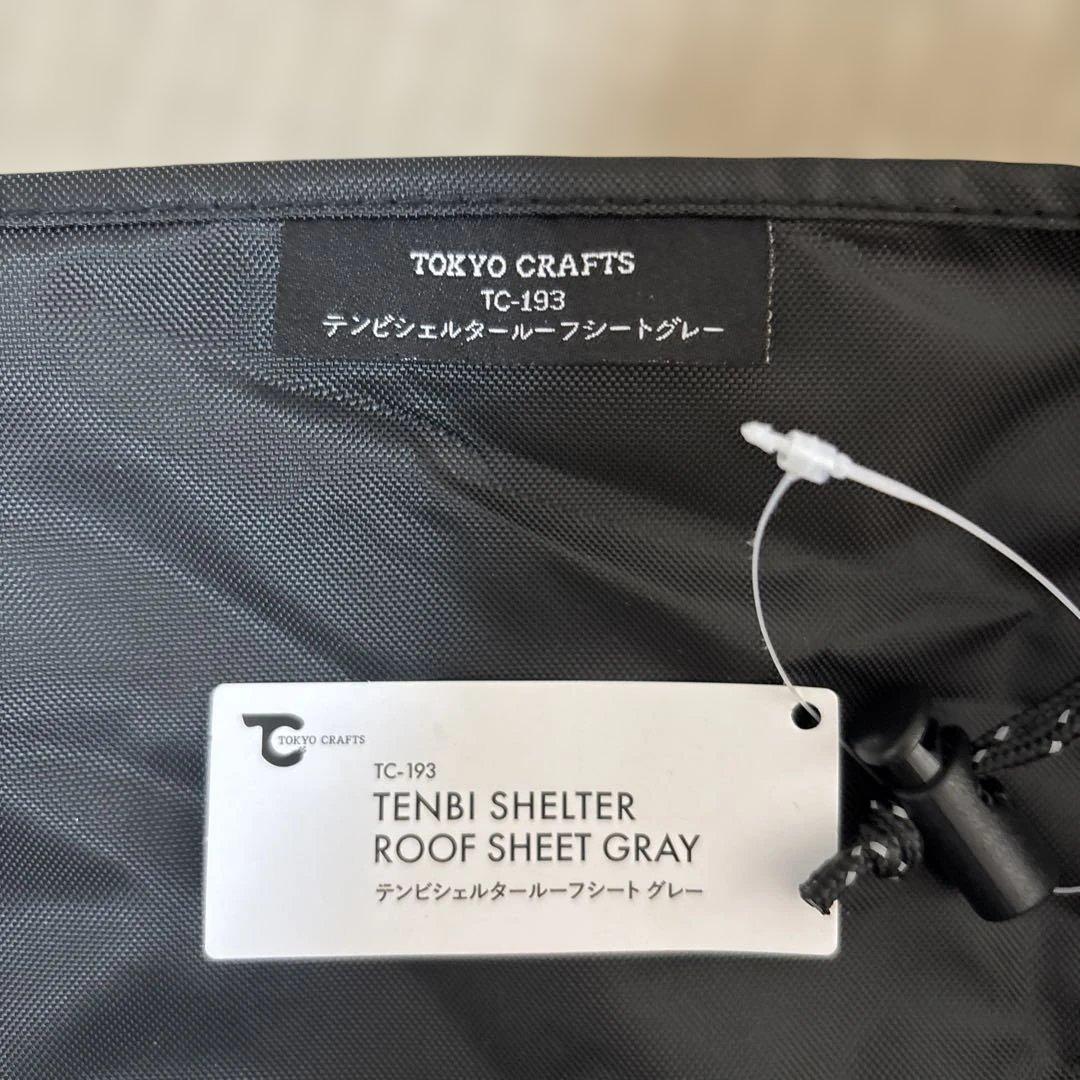 TOKYO CRAFTS
TC-193
テンビシェルタールーフシートグレー
TC TOKYO CRAFTS
TC-193
TENBI SHELTER
ROOF SHEET GRAY
テンビシェルタールーフシート グレー